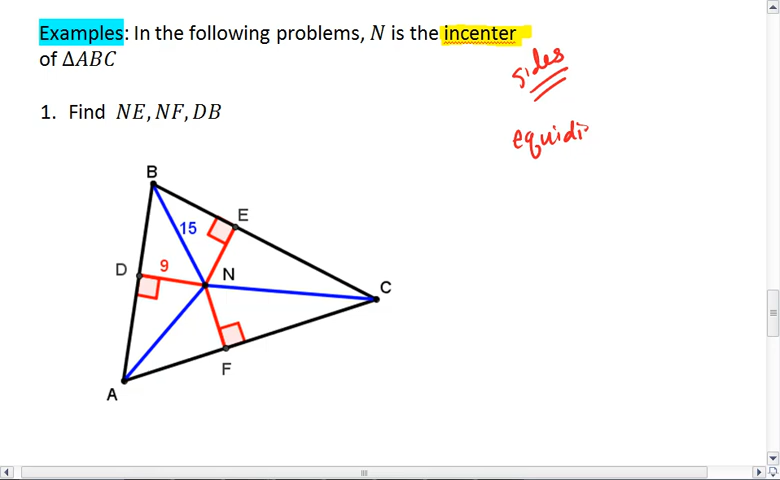 Examples: In the following problems, N is the incenter
of ΔABC
sides
1. Find NE, NF, DB
equidi
B
E
15
D
9
N
C
F
A